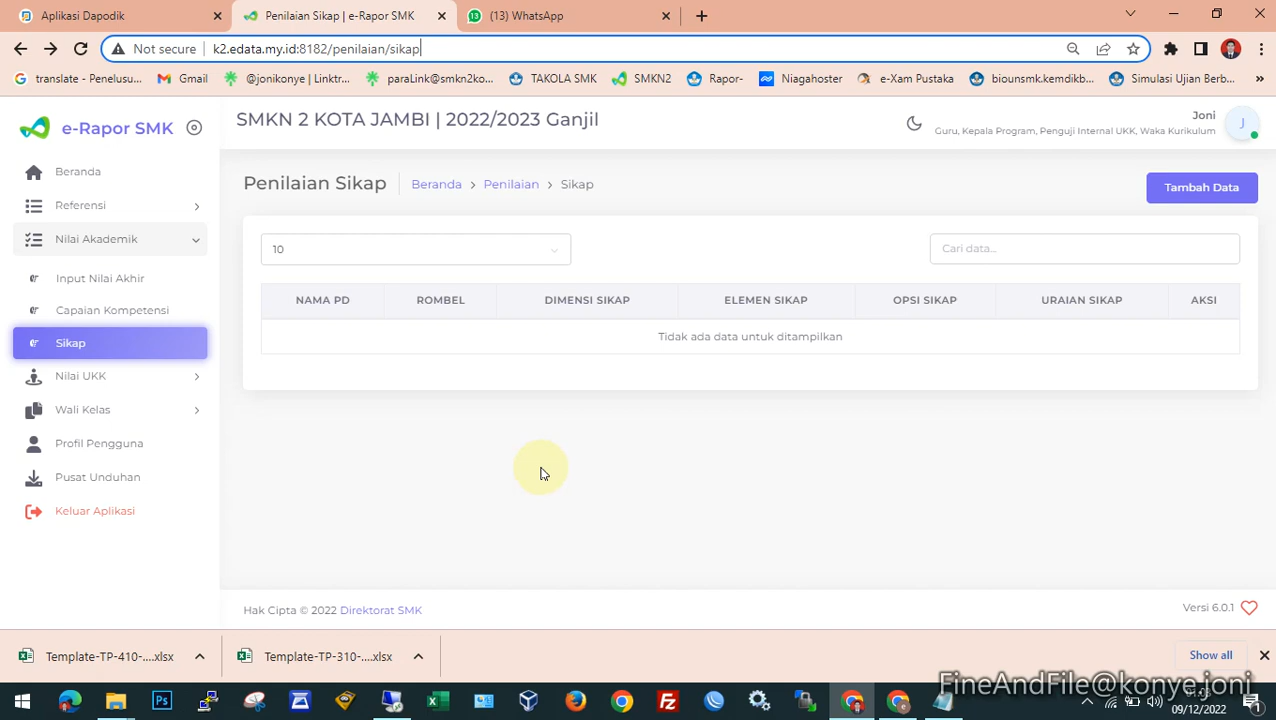 Aplikasi Dapodik
Penilaian Sikap | e-Rapor SMK
(13) WhatsApp
Not secure
k2.edata.my.id:8182/penilaian/sikap
translate - Penelusu...
Gmail
@jonikonye | Linktr...
paraLink@smkn2ko...
TAKOLA SMK
SMKN2
Rapor-
Niagahoster
e-Xam Pustaka
biounsmk.kemdikb...
Simulasi Ujian Berb...
»
e-Rapor SMK
SMKN 2 KOTA JAMBI | 2022/2023 Ganjil
Joni
Guru, Kepala Program, Penguji Internal UKK, Waka Kurikulum
J
Beranda
Referensi
Nilai Akademik
Input Nilai Akhir
Capaian Kompetensi
Sikap
Nilai UKK
Wali Kelas
Profil Pengguna
Pusat Unduhan
Keluar Aplikasi
Penilaian Sikap
Beranda > Penilaian > Sikap
Tambah Data
10
Cari data...
NAMA PD ROMBEL DIMENSI SIKAP ELEMEN SIKAP OPSI SIKAP URAIAN SIKAP AKSI
Tidak ada data untuk ditampilkan
Hak Cipta © 2022 Direktorat SMK
Versi 6.0.1
Template-TP-410-....xlsx
Template-TP-310-....xlsx
Show all
FineAndFile@konye.joni
09/12/2022